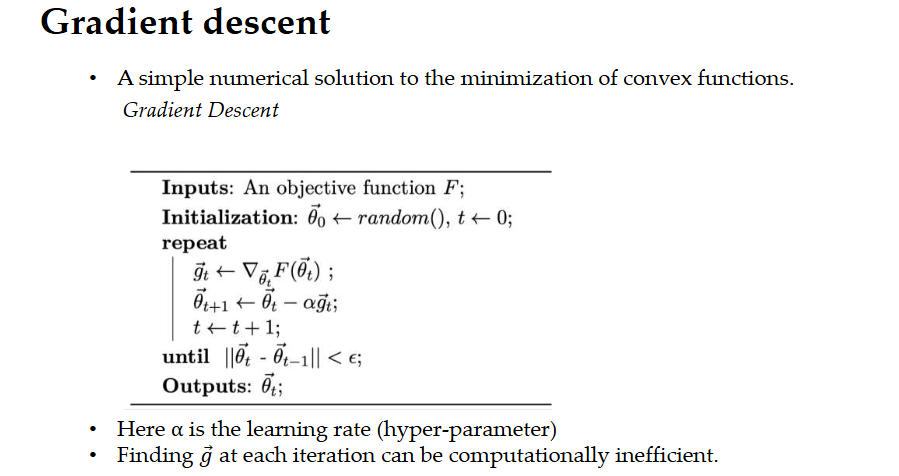 Gradient descent
• A simple numerical solution to the minimization of convex functions.
Gradient Descent
Inputs: An objective function F;
Initialization: θ⃗₀ ← random(), t ← 0;
repeat
g⃗ₜ ← ∇_θ⃗ₜ F(θ⃗ₜ) ;
θ⃗ₜ₊₁ ← θ⃗ₜ − αg⃗ₜ;
t ← t + 1;
until ||θ⃗ₜ - θ⃗ₜ₋₁|| < ϵ;
Outputs: θ⃗ₜ;
• Here α is the learning rate (hyper-parameter)
• Finding g⃗ at each iteration can be computationally inefficient.